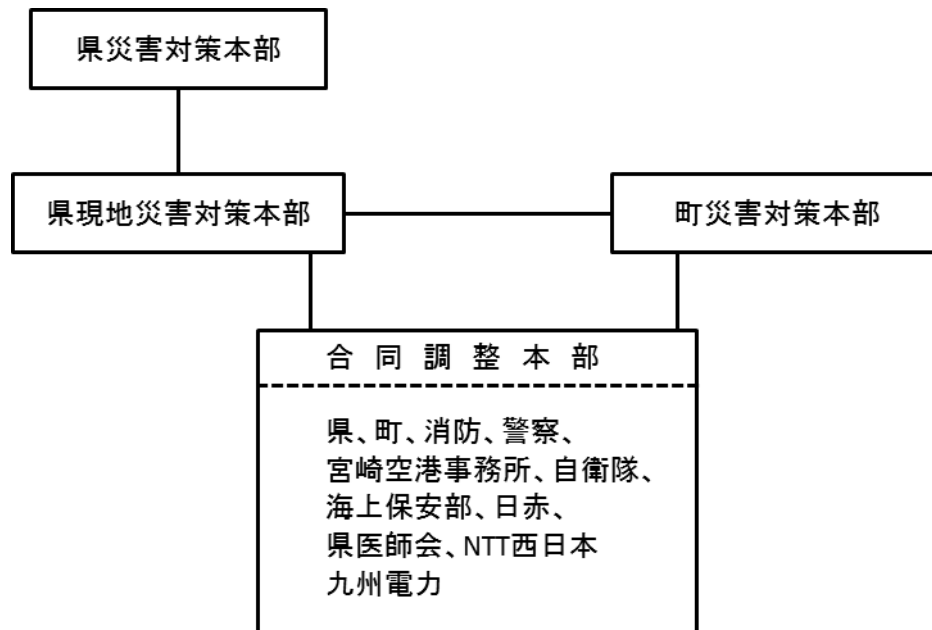 県災害対策本部
県現地災害対策本部
町災害対策本部
合同調整本部
県、町、消防、警察、
宮崎空港事務所、自衛隊、
海上保安部、日赤、
県医師会、NTT西日本
九州電力